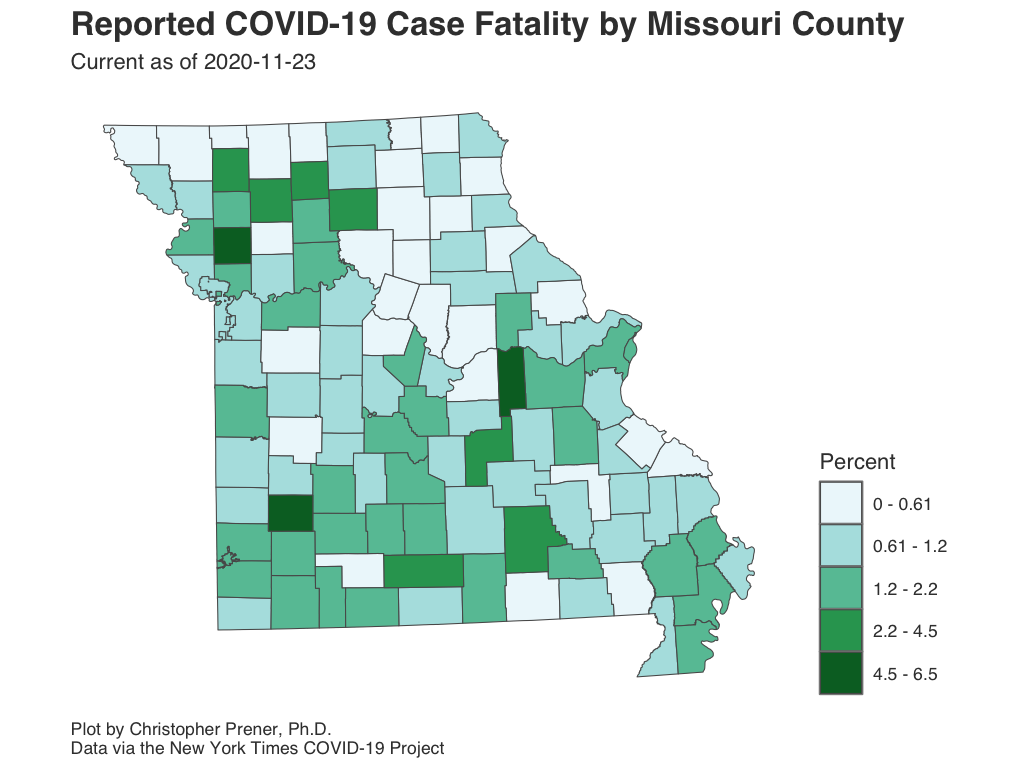 Reported COVID-19 Case Fatality by Missouri County
Current as of 2020-11-23
Percent
0 - 0.61
0.61 - 1.2
1.2 - 2.2
2.2 - 4.5
4.5 - 6.5
Plot by Christopher Prener, Ph.D.
Data via the New York Times COVID-19 Project